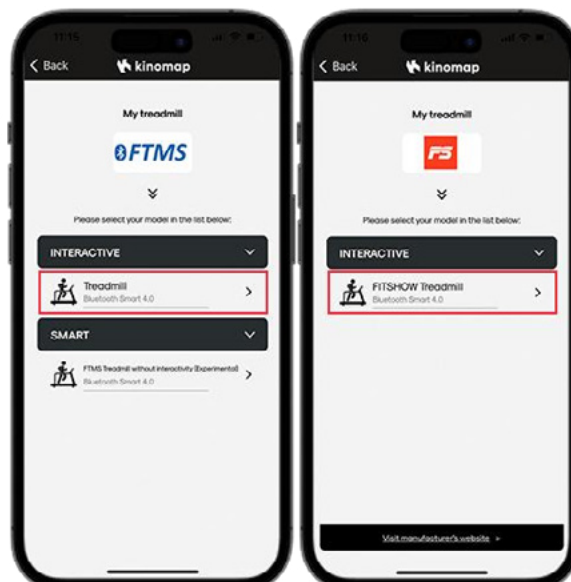 11:15
Back
kinomap
My treadmill
FTMS
Please select your model in the list below:
INTERACTIVE
Treadmill
Bluetooth Smart 4.0
SMART
FTMS Treadmill without interactivity (Experimental)
Bluetooth Smart 4.0
11:16
Back
kinomap
My treadmill
FS
Please select your model in the list below:
INTERACTIVE
FITSHOW Treadmill
Bluetooth Smart 4.0
Visit manufacturer's website